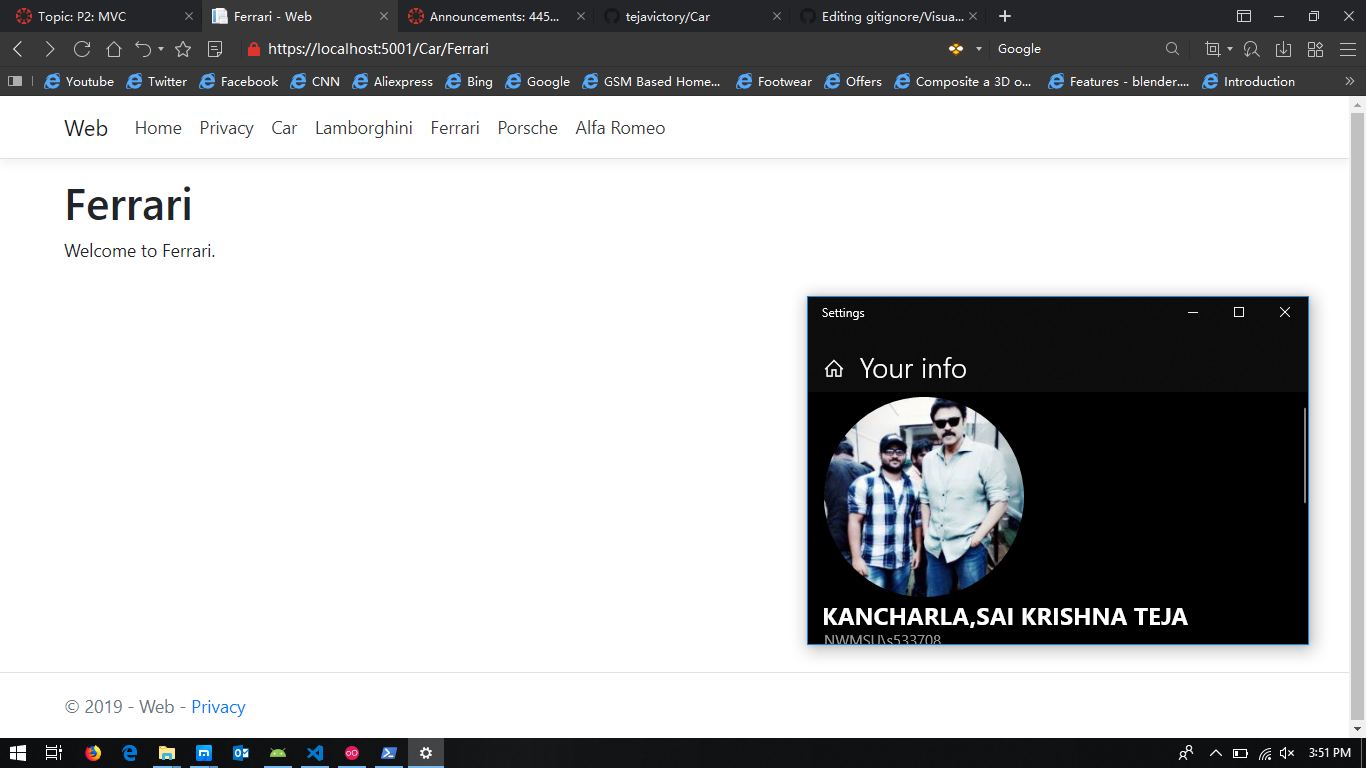 Topic: P2: MVC
Ferrari - Web
Announcements: 445...
tejavictory/Car
Editing gitignore/Visua...
https://localhost:5001/Car/Ferrari
Google
Youtube Twitter Facebook CNN Aliexpress Bing Google GSM Based Home... Footwear Offers Composite a 3D o... Features - blender.... Introduction
Web Home Privacy Car Lamborghini Ferrari Porsche Alfa Romeo
Ferrari
Welcome to Ferrari.
Settings
Your info
KANCHARLA,SAI KRISHNA TEJA
NWMSU\s533708
© 2019 - Web - Privacy
3:51 PM